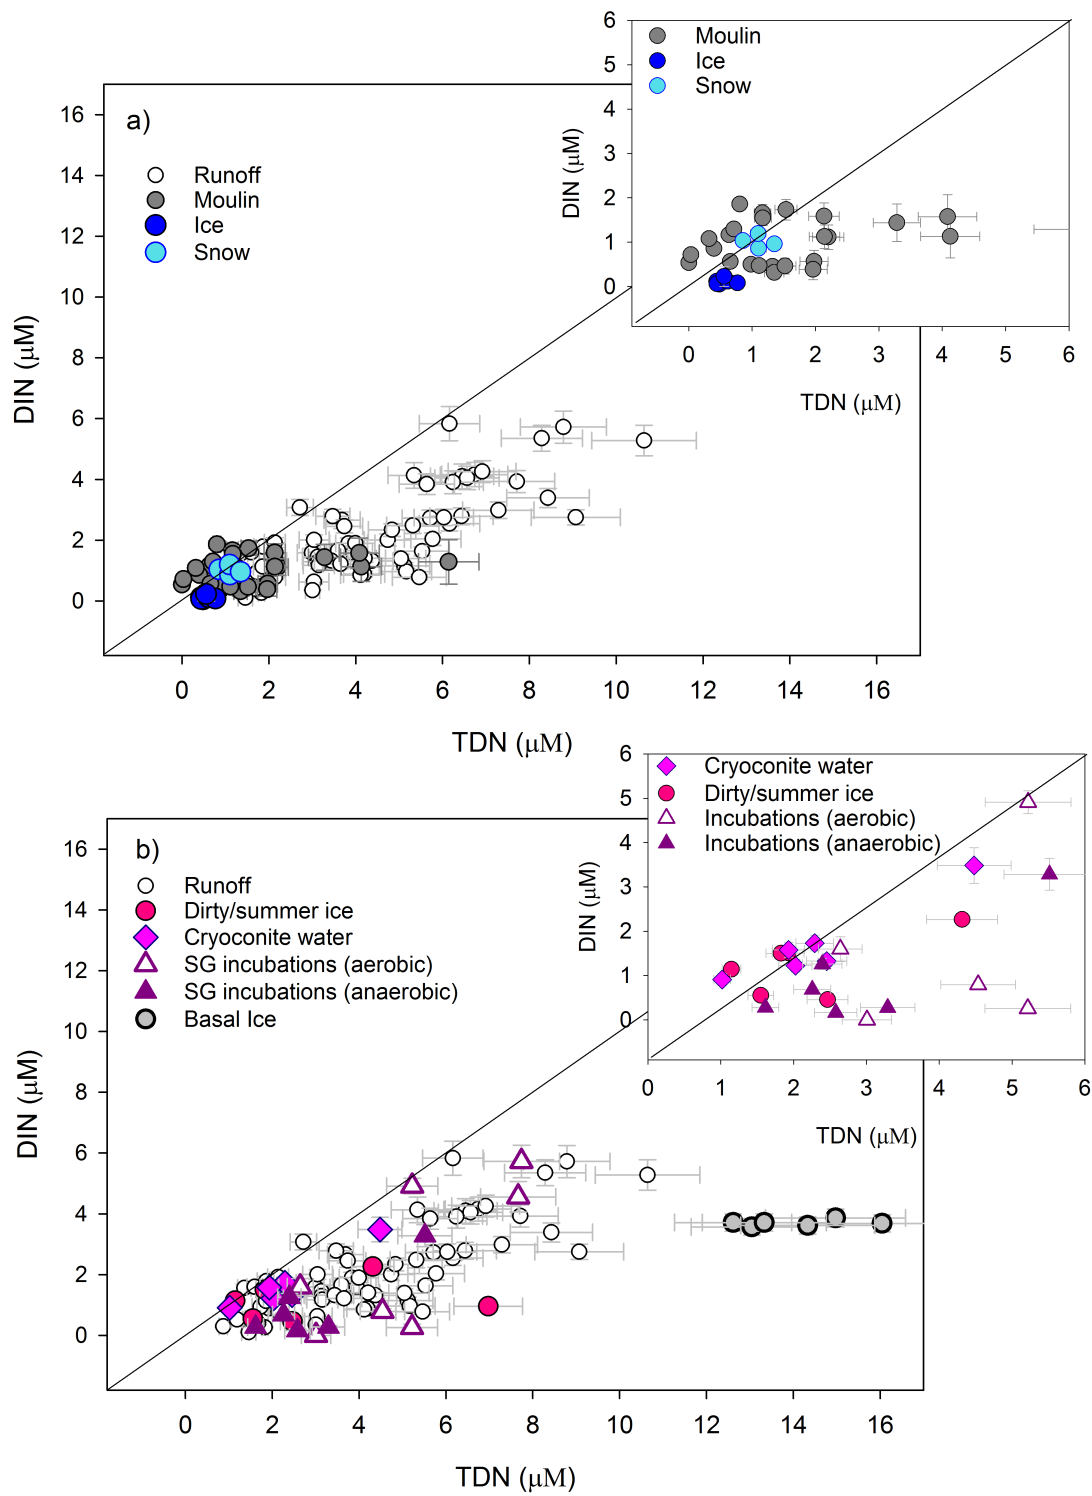 a)
Runoff
Moulin
Ice
Snow
16
14
12
10
8
6
4
2
0
DIN (μM)
0 2 4 6 8 10 12 14 16
TDN (μM)
Moulin
Ice
Snow
6
5
4
3
2
1
0
DIN (μM)
0 1 2 3 4 5 6
TDN (μM)
b)
Runoff
Dirty/summer ice
Cryoconite water
SG incubations (aerobic)
SG incubations (anaerobic)
Basal Ice
16
14
12
10
8
6
4
2
0
DIN (μM)
0 2 4 6 8 10 12 14 16
TDN (μM)
Cryoconite water
Dirty/summer ice
Incubations (aerobic)
Incubations (anaerobic)
6
5
4
3
2
1
0
DIN (μM)
0 1 2 3 4 5 6
TDN (μM)